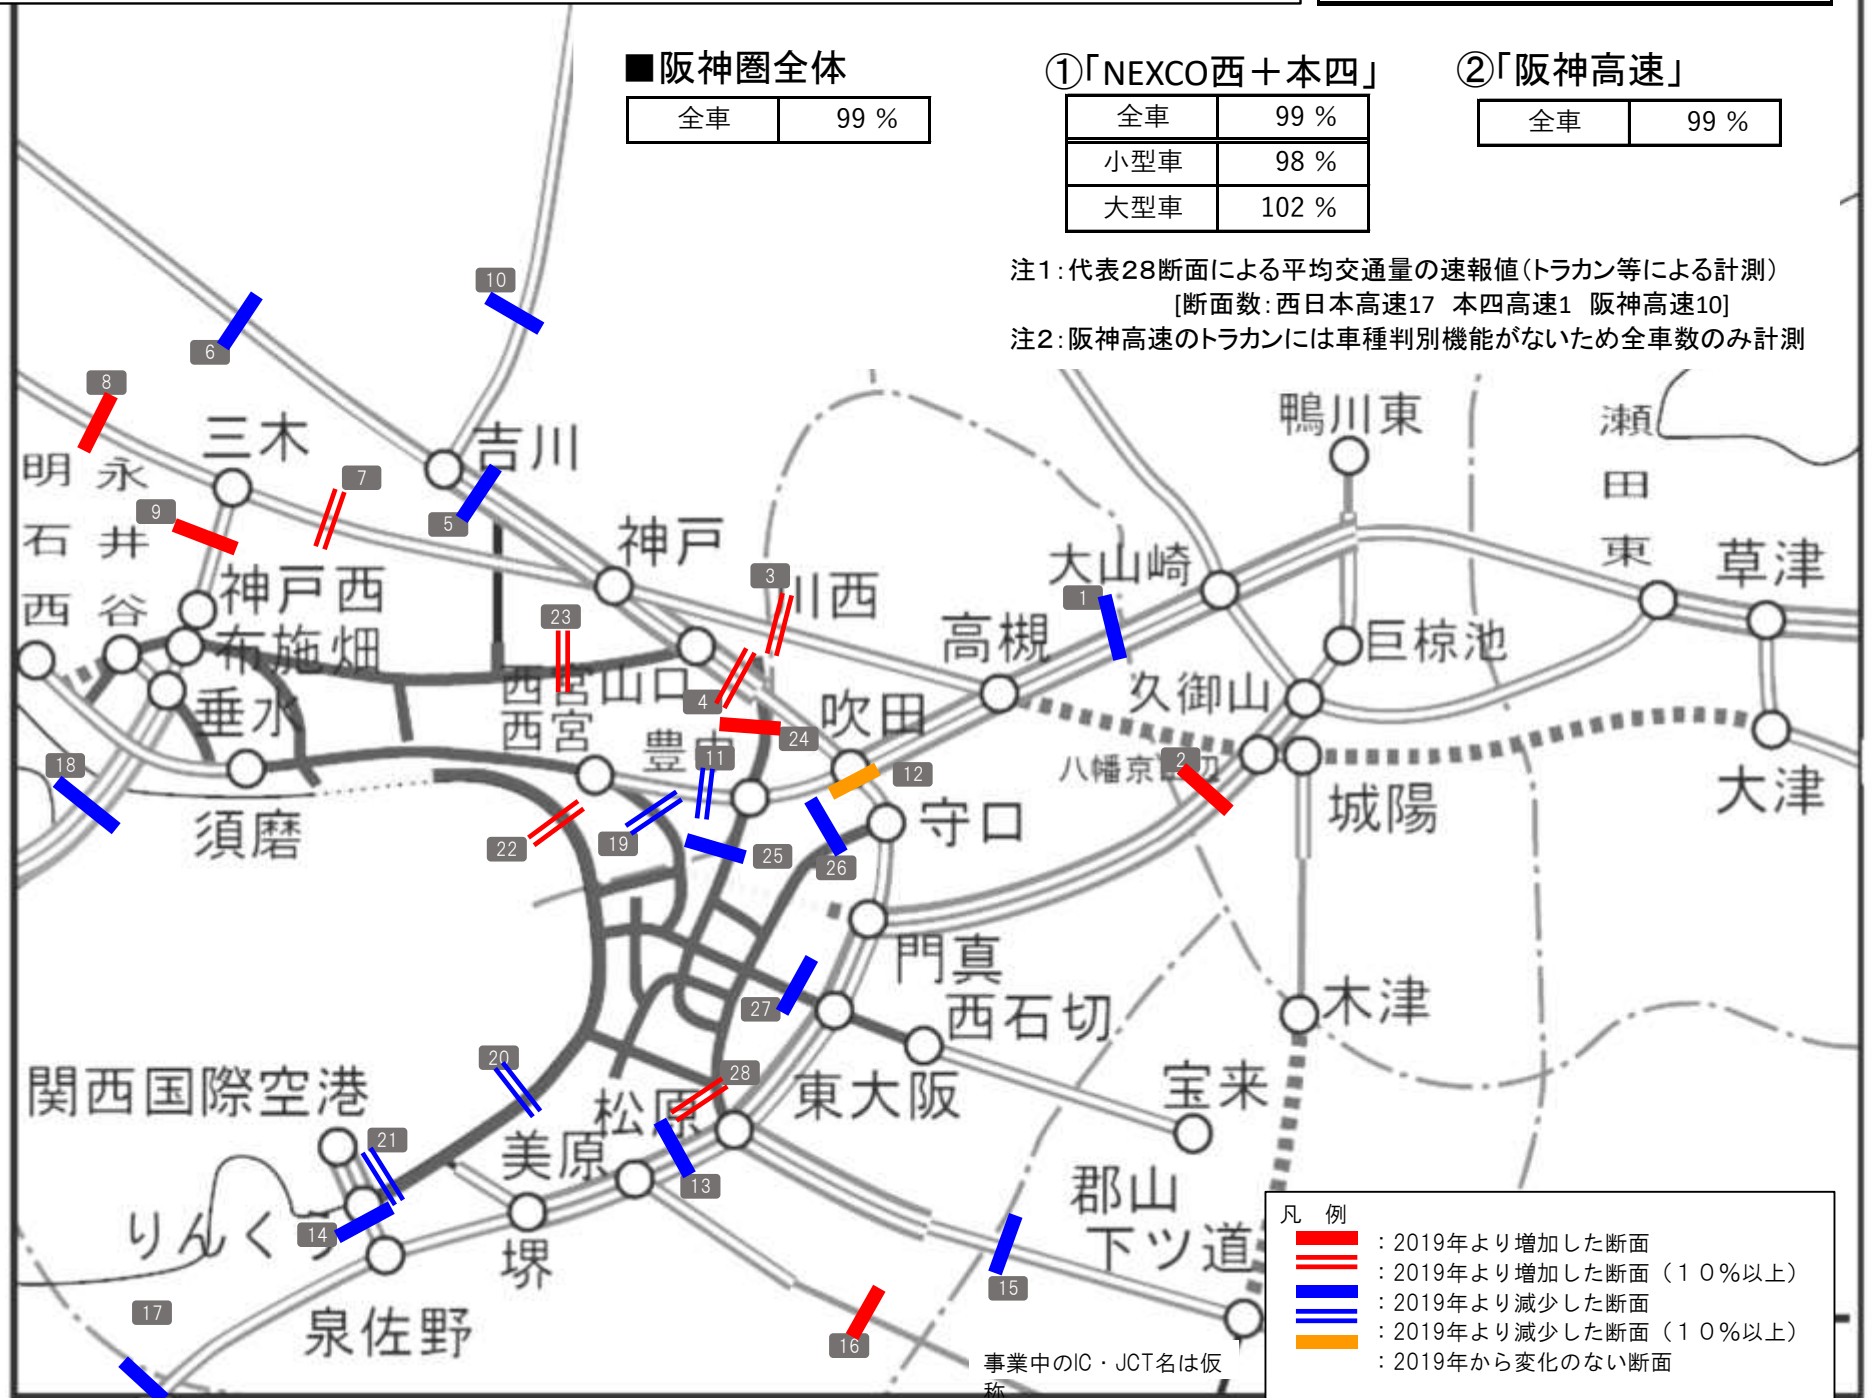 ■阪神圏全体
全車 99 %
①「NEXCO西＋本四」
全車 99 %
小型車 98 %
大型車 102 %
②「阪神高速」
全車 99 %
注１：代表２８断面による平均交通量の速報値（トラカン等による計測）
[断面数：西日本高速17 本四高速1 阪神高速10]
注２：阪神高速のトラカンには車種判別機能がないため全車数のみ計測
10
6
8
三木
吉川
鴨川東
瀬田東
明石西
永井谷
7
9
5
神戸
大山崎
草津
神戸西
3
川西
1
23
高槻
巨椋池
布施畑
西宮山口
4
久御山
垂水
西宮
吹田
24
豊中
11
12
八幡京田辺
2
18
大津
須磨
守口
城陽
22
19
25
26
門真
27
西石切
木津
20
28
関西国際空港
松原
東大阪
宝来
21
美原
13
郡山下ツ道
りんくう
14
堺
15
17
泉佐野
16
事業中のIC・JCT名は仮
称
凡 例
：2019年より増加した断面
：2019年より増加した断面（１０％以上）
：2019年より減少した断面
：2019年より減少した断面（１０％以上）
：2019年から変化のない断面